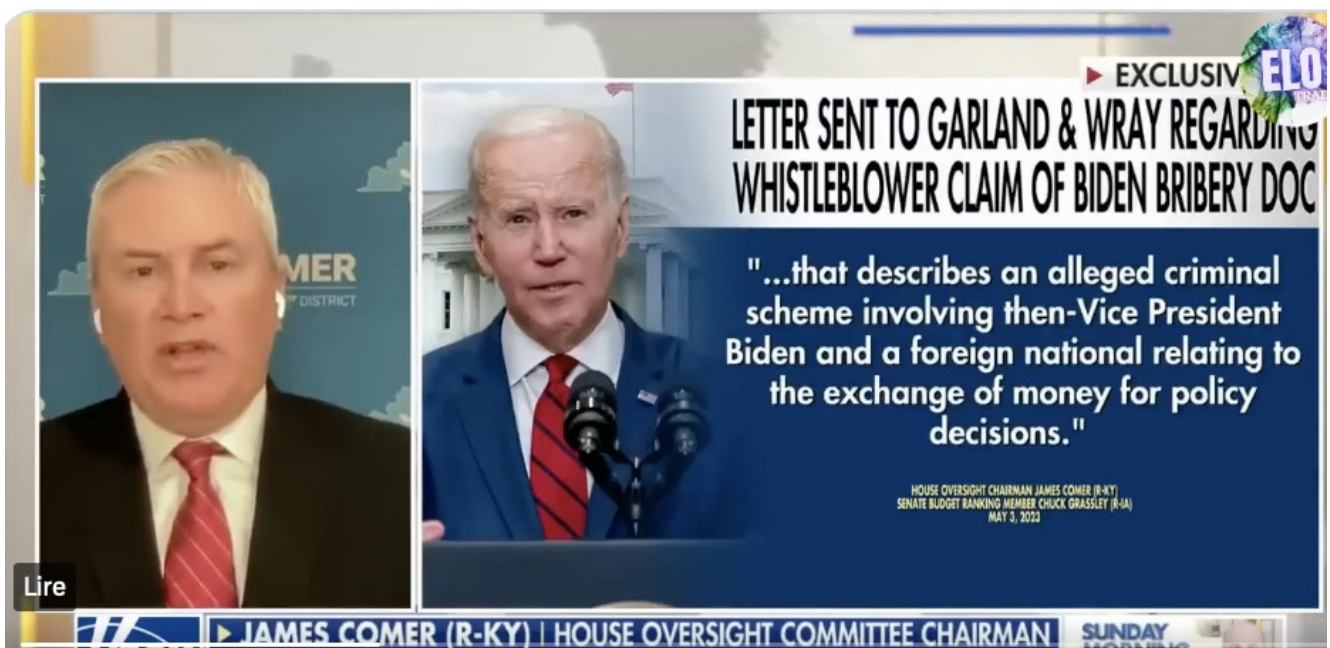 EXCLUSIV
ELO
TRAD
LETTER SENT TO GARLAND & WRAY REGARDING
WHISTLEBLOWER CLAIM OF BIDEN BRIBERY DOC
MER
DISTRICT
"...that describes an alleged criminal
scheme involving then-Vice President
Biden and a foreign national relating to
the exchange of money for policy
decisions."
HOUSE OVERSIGHT CHAIRMAN JAMES COMER (R-KY)
SENATE BUDGET RANKING MEMBER CHUCK GRASSLEY (R-IA)
MAY 3, 2023
Lire
JAMES COMER (R-KY) | HOUSE OVERSIGHT COMMITTEE CHAIRMAN
SUNDAY
MORNING